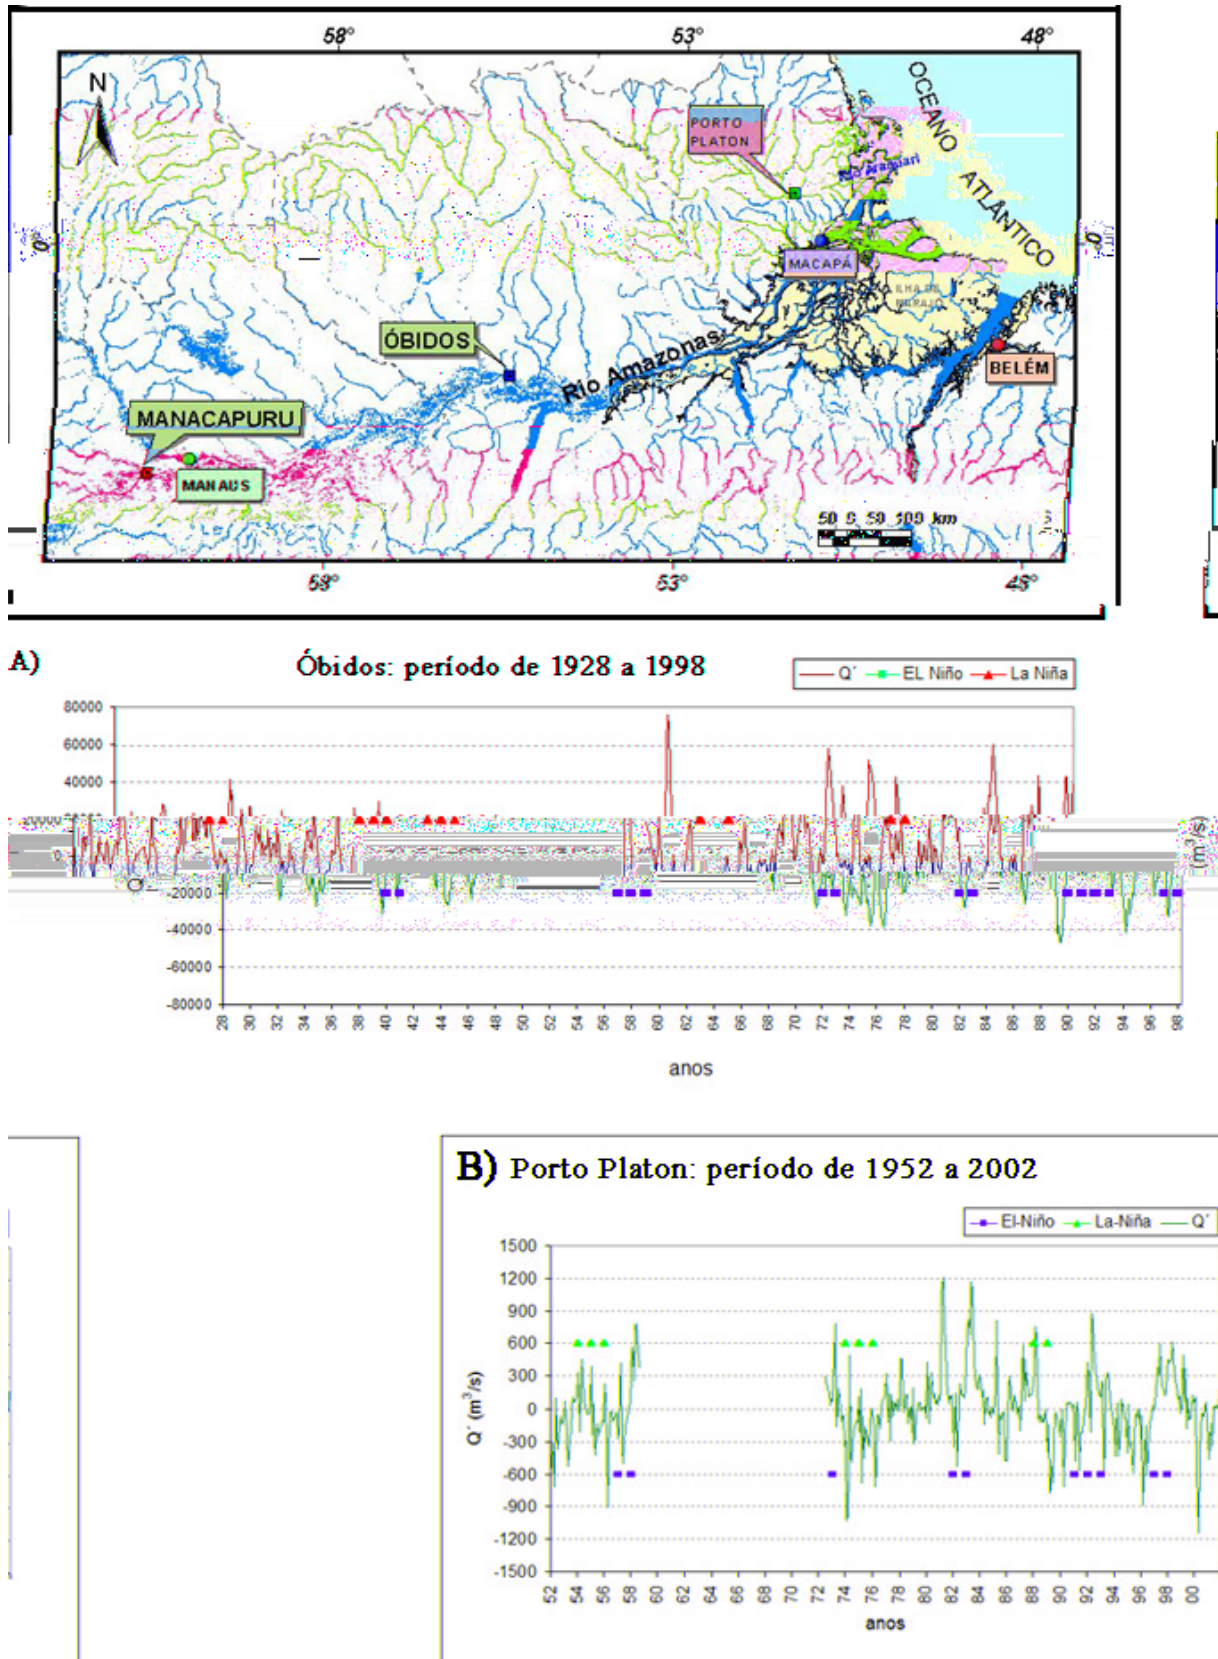 58° 53° 48°
N
OCEANO
ATLÂNTICO
PORTO
PLATON
0° 0°
MACAPÁ
ILHA DE
MARAJÓ
ÓBIDOS
Rio Amazonas
BELÉM
MANACAPURU
MANAUS
50 0 50 100 km
53° 48°
A) Óbidos: período de 1928 a 1998
Q´ EL Niño La Niña
80000
60000
40000
20000
0
-20000
-40000
-60000
-80000
(m³/s)
28 30 32 34 36 38 40 42 44 46 48 50 52 54 56 58 60 62 64 66 68 70 72 74 76 78 80 82 84 86 88 90 92 94 96 98
anos
B) Porto Platon: período de 1952 a 2002
El-Niño La-Niña Q´
1500
1200
900
600
300
0
-300
-600
-900
-1200
-1500
Q´ (m³/s)
52 54 56 58 60 62 64 66 68 70 72 74 76 78 80 82 84 86 88 90 92 94 96 98 00
anos